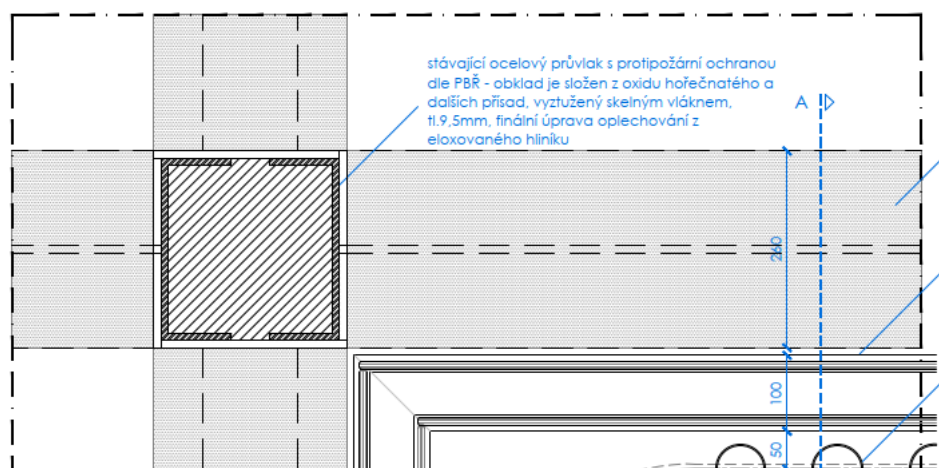 stávající ocelový průvlak s protipožární ochranou
dle PBŘ - obklad je složen z oxidu hořečnatého a
dalších přísad, vyztužený skelným vláknem,
tl.9,5mm, finální úprava oplechování z
eloxovaného hliníku
A
260
100
50